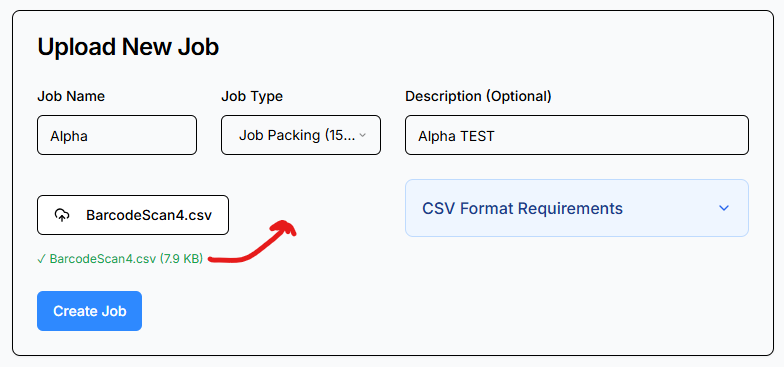 Upload New Job
Job Name
Job Type
Description (Optional)
Alpha
Job Packing (15...
Alpha TEST
BarcodeScan4.csv
CSV Format Requirements
✓ BarcodeScan4.csv (7.9 KB)
Create Job